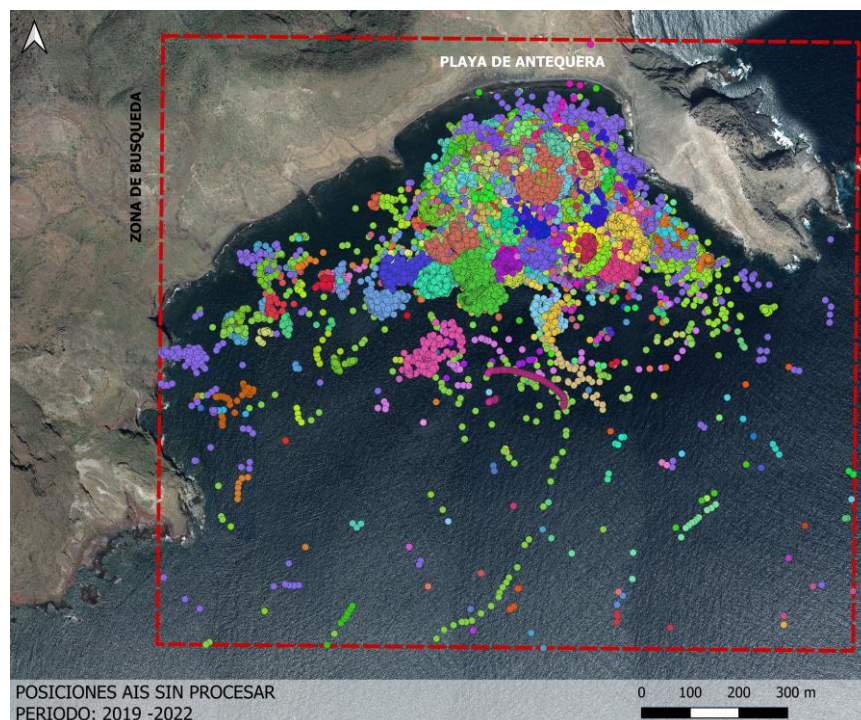 PLAYA DE ANTEQUERA
ZONA DE BUSQUEDA
POSICIONES AIS SIN PROCESAR
PERIODO: 2019 -2022
0 100 200 300 m